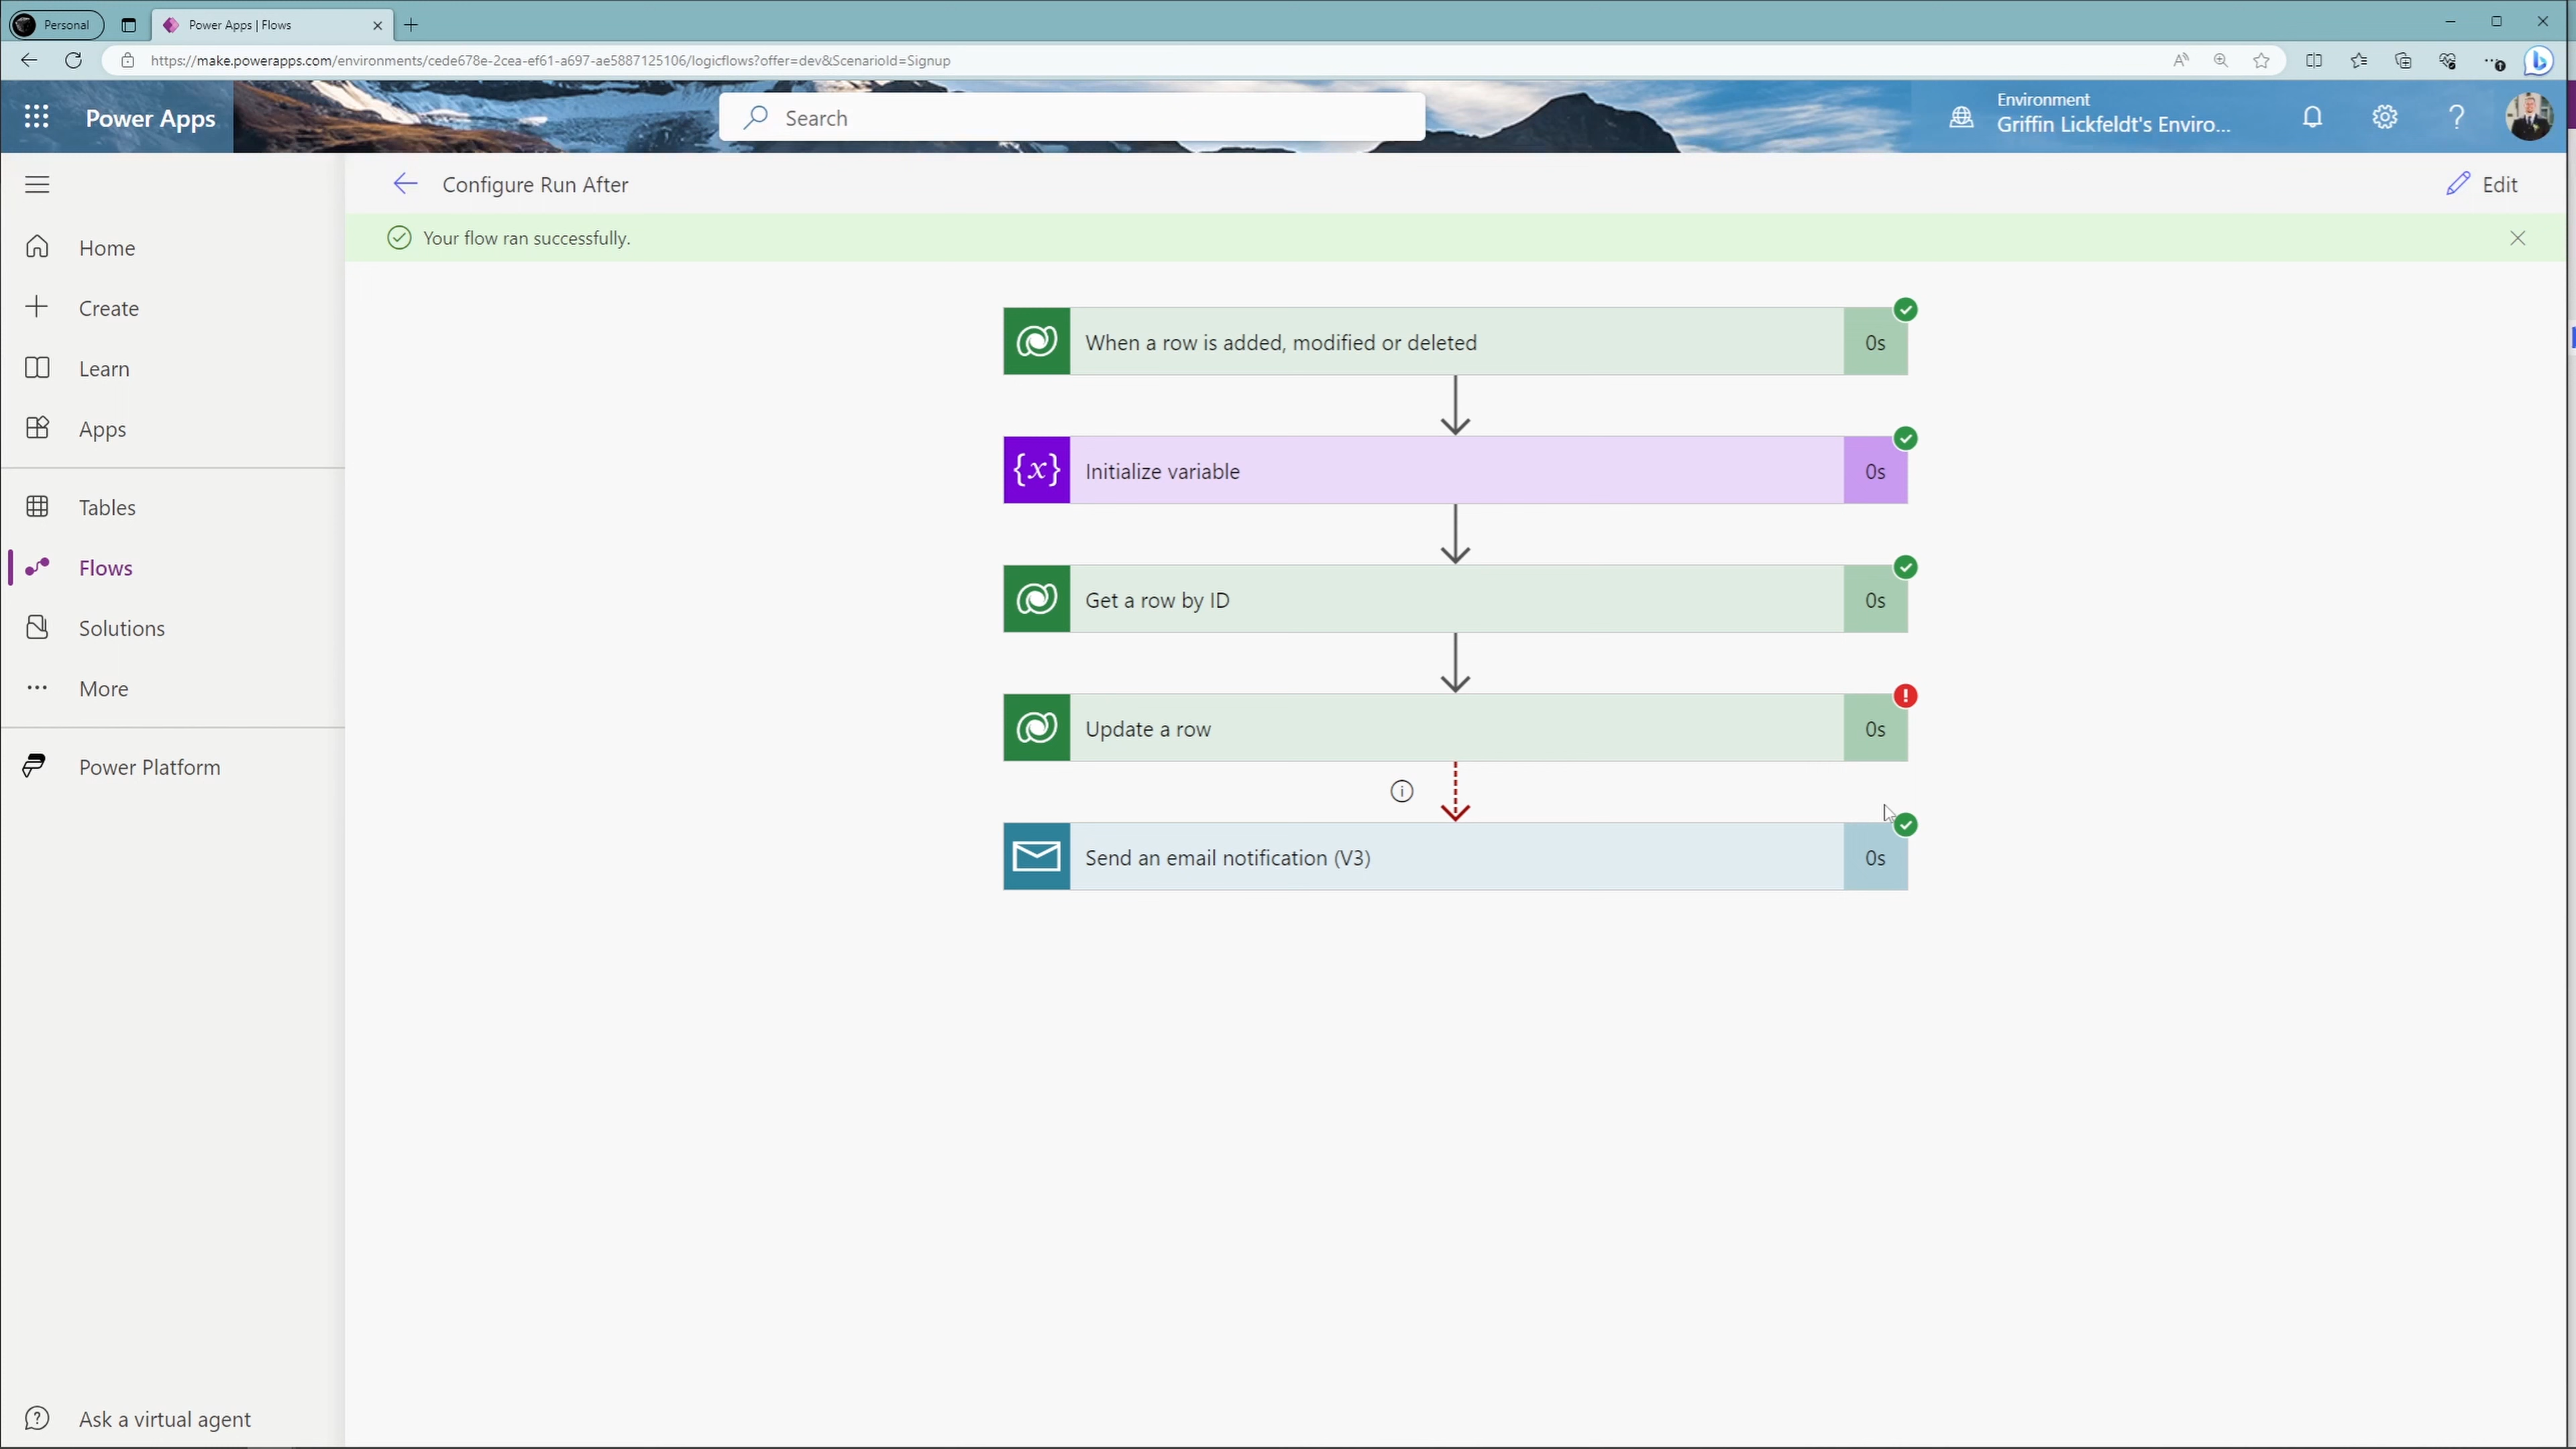 Personal
Power Apps | Flows
https://make.powerapps.com/environments/cede678e-2cea-ef61-a697-ae5887125106/logicflows?offer=dev&ScenarioId=Signup
Power Apps
Search
Environment
Griffin Lickfeldt's Enviro...
Configure Run After
Edit
Your flow ran successfully.
Home
Create
Learn
Apps
Tables
Flows
Solutions
More
Power Platform
Ask a virtual agent
When a row is added, modified or deleted
0s
{x}
Initialize variable
0s
Get a row by ID
0s
Update a row
0s
Send an email notification (V3)
0s